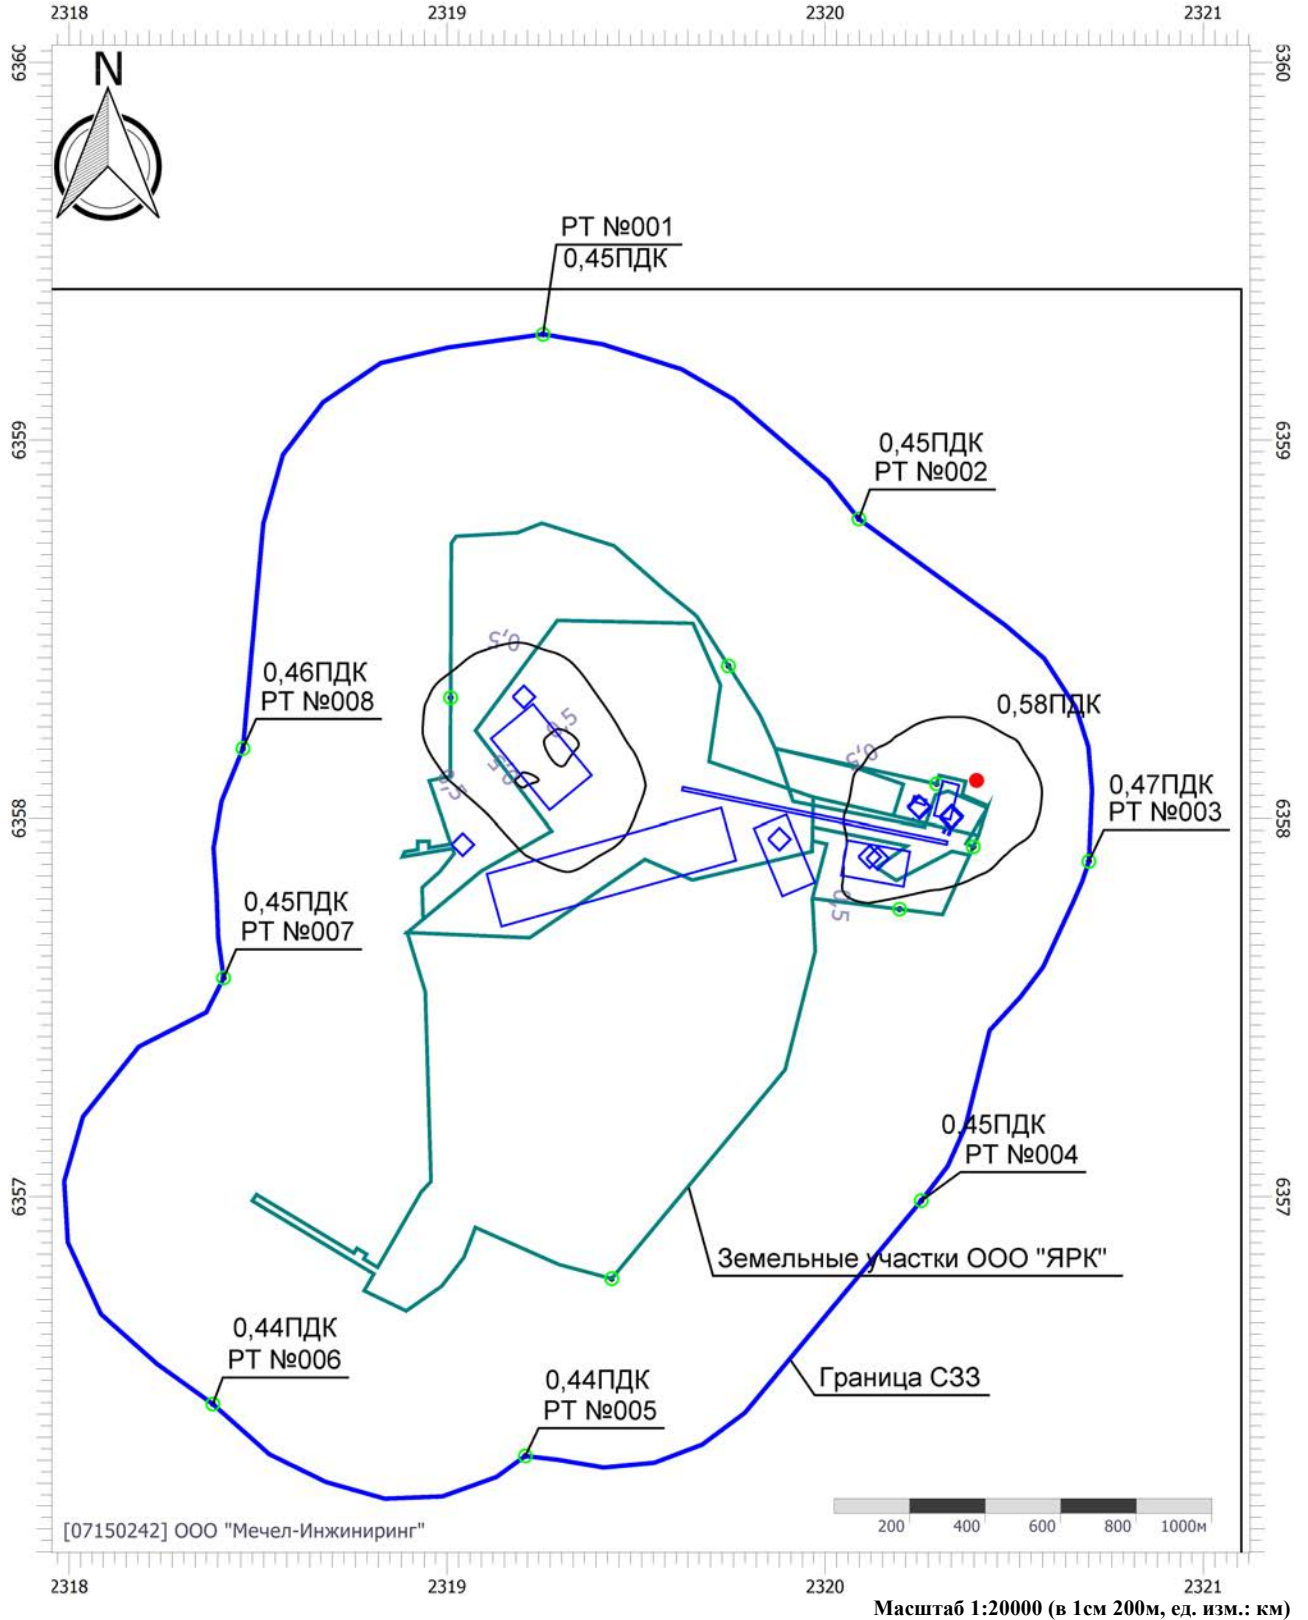 2318 2319 2320 2321
6360 6360
N
РТ №001
0,45ПДК
6359 6359
0,45ПДК
РТ №002
0,5
0,46ПДК
РТ №008
0,58ПДК
0,5
0,5
0,5
0,5
0,47ПДК
РТ №003
6358 6358
0,5
0,45ПДК
РТ №007
0,45ПДК
РТ №004
6357 6357
Земельные участки ООО "ЯРК"
0,44ПДК
РТ №006
0,44ПДК
РТ №005
Граница СЗЗ
200 400 600 800 1000м
[07150242] ООО "Мечел-Инжиниринг"
2318 2319 2320 2321
Масштаб 1:20000 (в 1см 200м, ед. изм.: км)